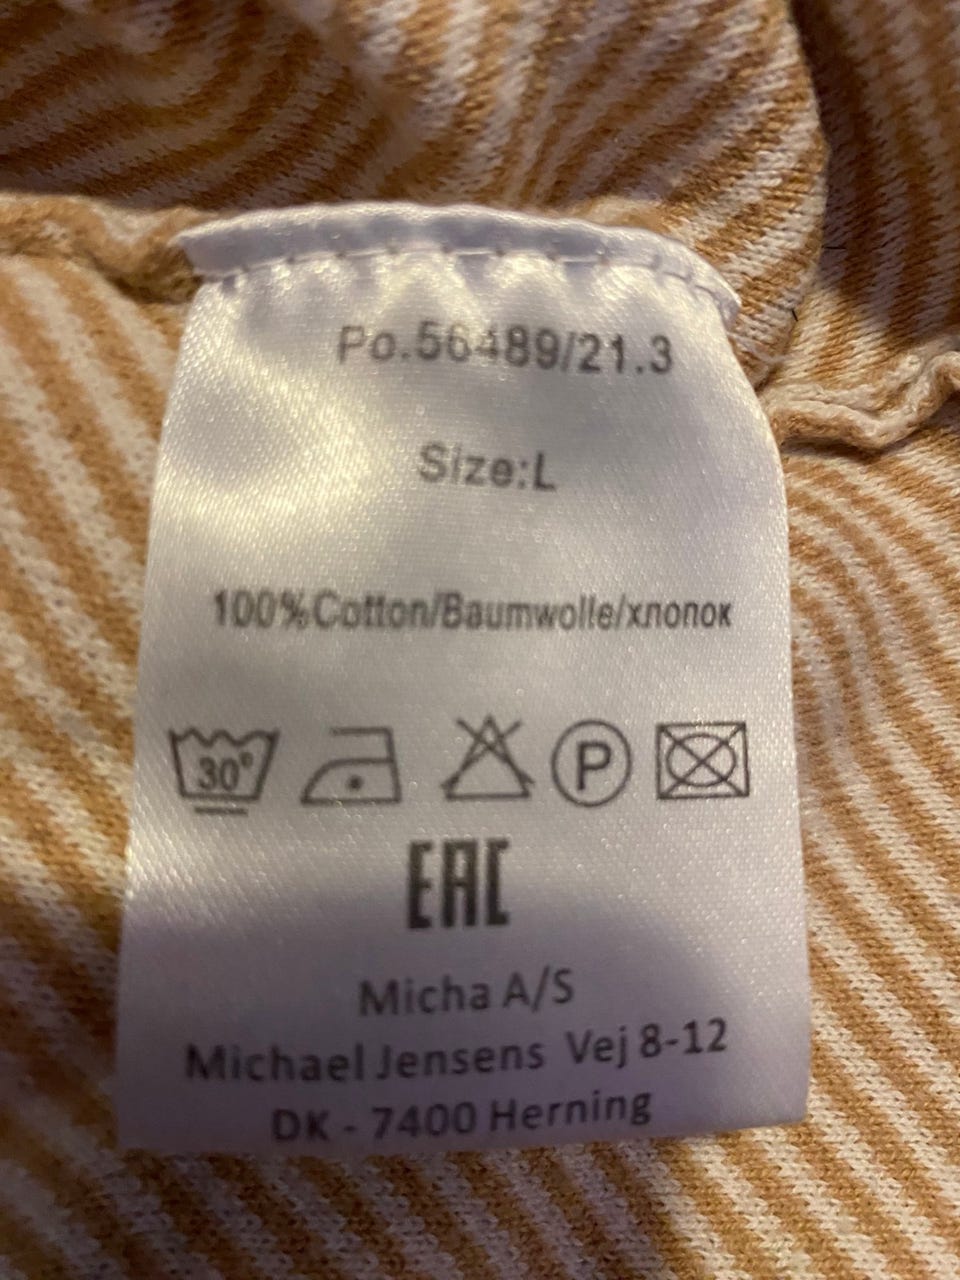 Po.56489/21.3
Size:L
100%Cotton/Baumwolle/хлопок
30° P
EAC
Micha A/S
Michael Jensens Vej 8-12
DK - 7400 Herning